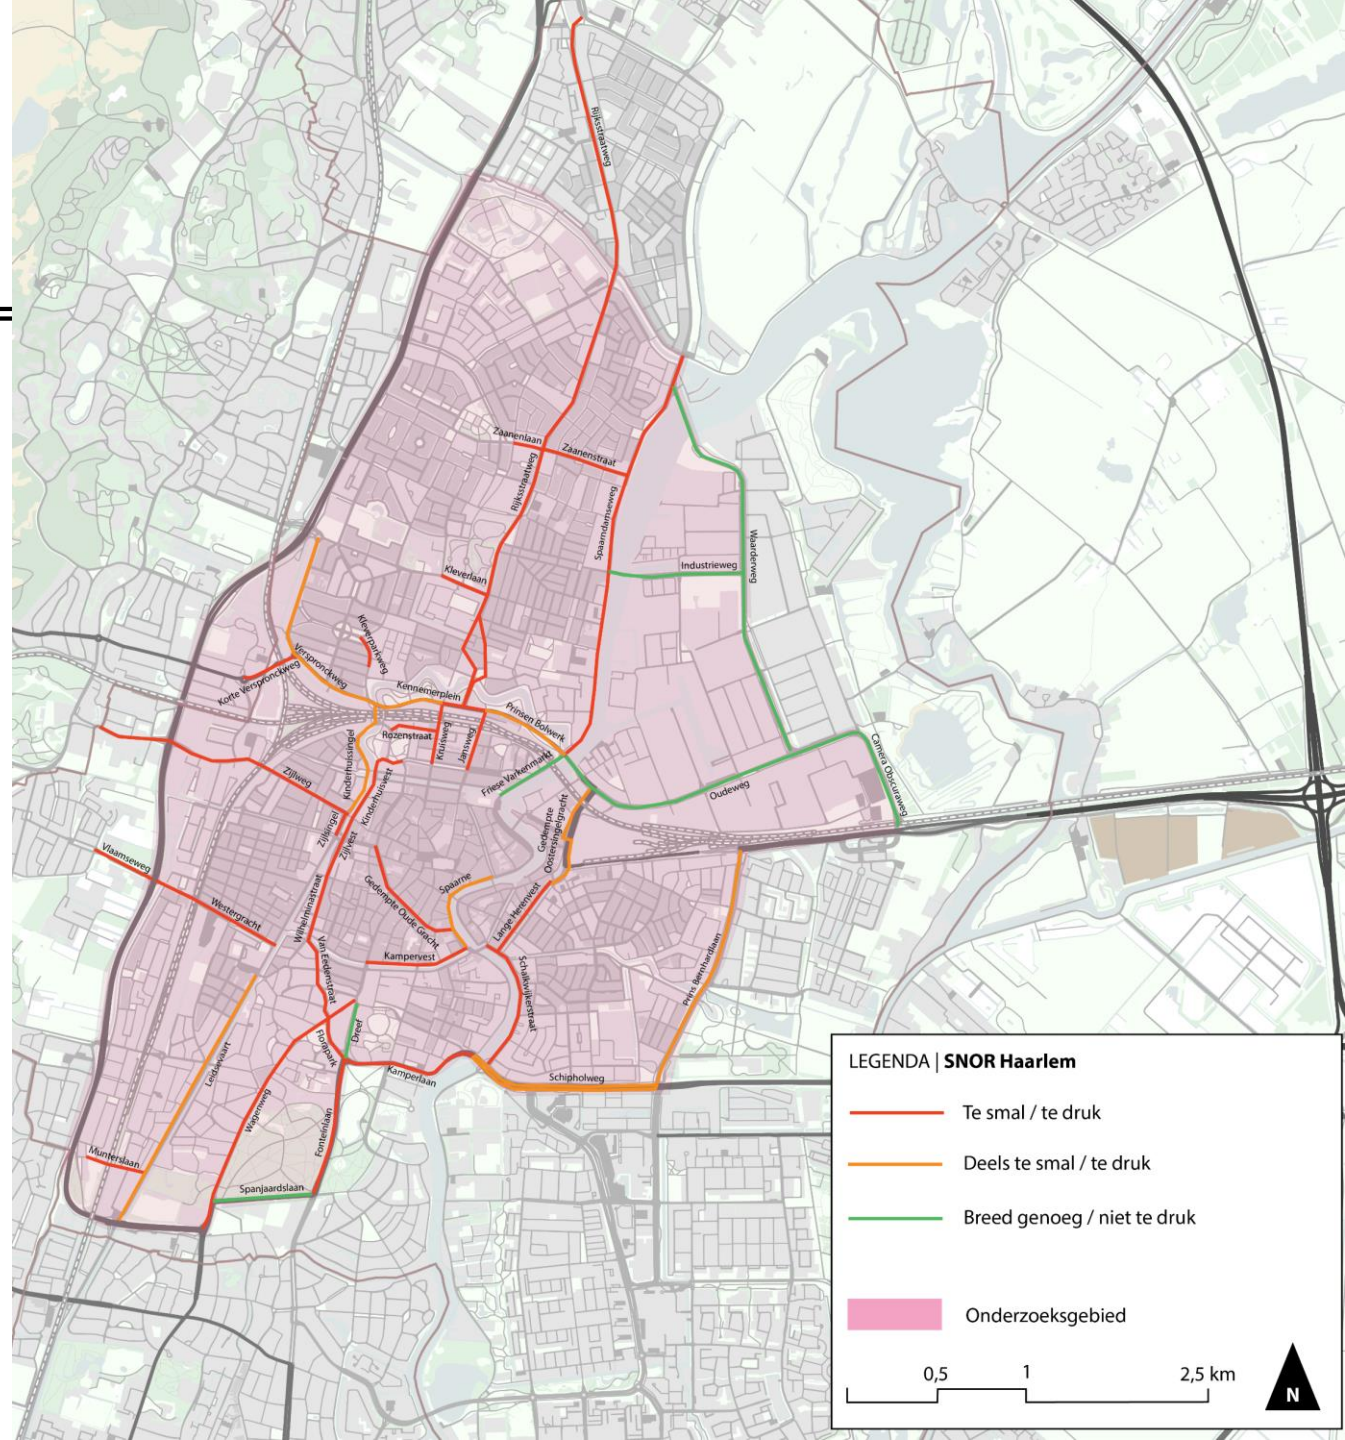 Rijksstraatweg
Zaanenlaan
Zaanenstraat
Rijksstraatweg
Spaarndamseweg
Waarderweg
Industrieweg
Kleverlaan
Kleverparkweg
Verspronckweg
Korte Verspronckweg
Kennemerplein
Prinsen Bolwerk
Rozenstraat
Kruisweg
Jansweg
Kinderhuissingel
Kinderhuisvest
Friese Varkenmarkt
Oudeweg
Camera Obscuraweg
Zijlweg
Zijlsingel
Zijlvest
Gedempte
Oostersingelgracht
Vlaamseweg
Westergracht
Wilhelminastraat
Gedempte Oude Gracht
Spaarne
Lange Herenvest
Kampervest
Van Eedenstraat
Schalkwijkerstraat
Prins Bernhardlaan
Leidsevaart
Dreef
Florapark
Kamperlaan
Schipholweg
Wagenweg
Fonteinlaan
Munterslaan
Spanjaardslaan
LEGENDA | SNOR Haarlem
Te smal / te druk
Deels te smal / te druk
Breed genoeg / niet te druk
Onderzoeksgebied
0,5 1 2,5 km
N